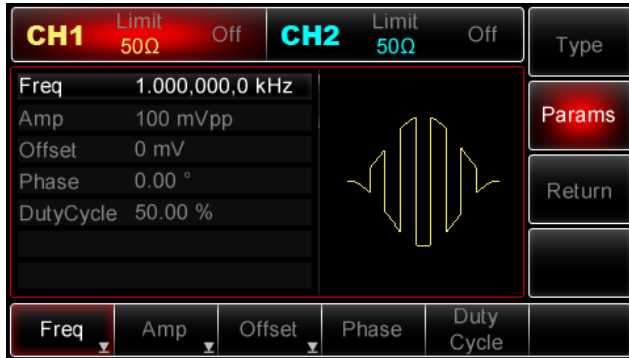 CH1 Limit 50Ω Off
CH2 Limit 50Ω Off
Type
Freq 1.000,000,0 kHz
Amp 100 mVpp
Offset 0 mV
Phase 0.00 °
DutyCycle 50.00 %
Params
Return
Freq Amp Offset Phase Duty Cycle